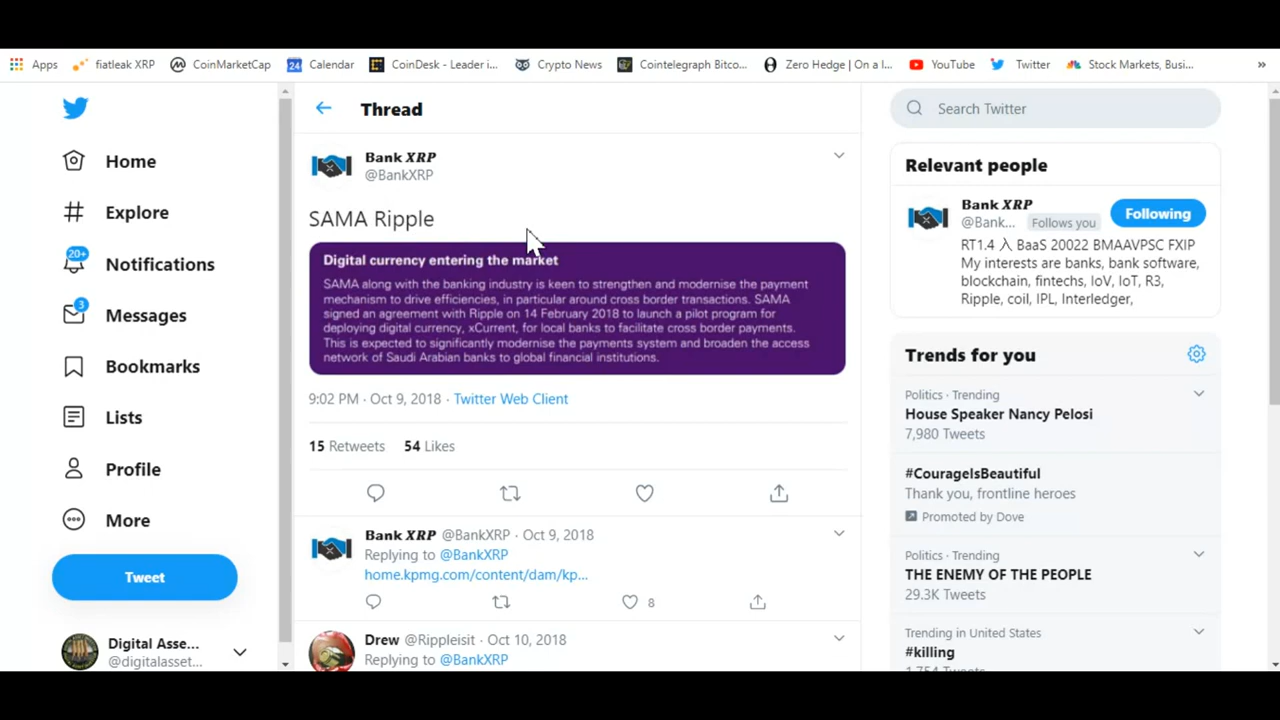 Apps
fiatleak XRP
CoinMarketCap
24
Calendar
CoinDesk - Leader i...
Crypto News
Cointelegraph Bitco...
Zero Hedge | On a l...
YouTube
Twitter
Stock Markets, Busi...
»
Home
Explore
20+
Notifications
3
Messages
Bookmarks
Lists
Profile
More
Tweet
Digital Asse...
@digitalasset...
Thread
Bank XRP
@BankXRP
SAMA Ripple
Digital currency entering the market
SAMA along with the banking industry is keen to strengthen and modernise the payment
mechanism to drive efficiencies, in particular around cross border transactions. SAMA
signed an agreement with Ripple on 14 February 2018 to launch a pilot program for
deploying digital currency, xCurrent, for local banks to facilitate cross border payments.
This is expected to significantly modernise the payments system and broaden the access
network of Saudi Arabian banks to global financial institutions.
9:02 PM · Oct 9, 2018 · Twitter Web Client
15 Retweets 54 Likes
Bank XRP @BankXRP · Oct 9, 2018
Replying to @BankXRP
home.kpmg.com/content/dam/kp...
8
Drew @Rippleisit · Oct 10, 2018
Replying to @BankXRP
Search Twitter
Relevant people
Bank XRP
@Bank... Follows you
Following
RT1.4 入 BaaS 20022 BMAAVPSC FXIP
My interests are banks, bank software,
blockchain, fintechs, IoV, IoT, R3,
Ripple, coil, IPL, Interledger,
Trends for you
Politics · Trending
House Speaker Nancy Pelosi
7,980 Tweets
#CourageIsBeautiful
Thank you, frontline heroes
Promoted by Dove
Politics · Trending
THE ENEMY OF THE PEOPLE
29.3K Tweets
Trending in United States
#killing
1,754 Tweets